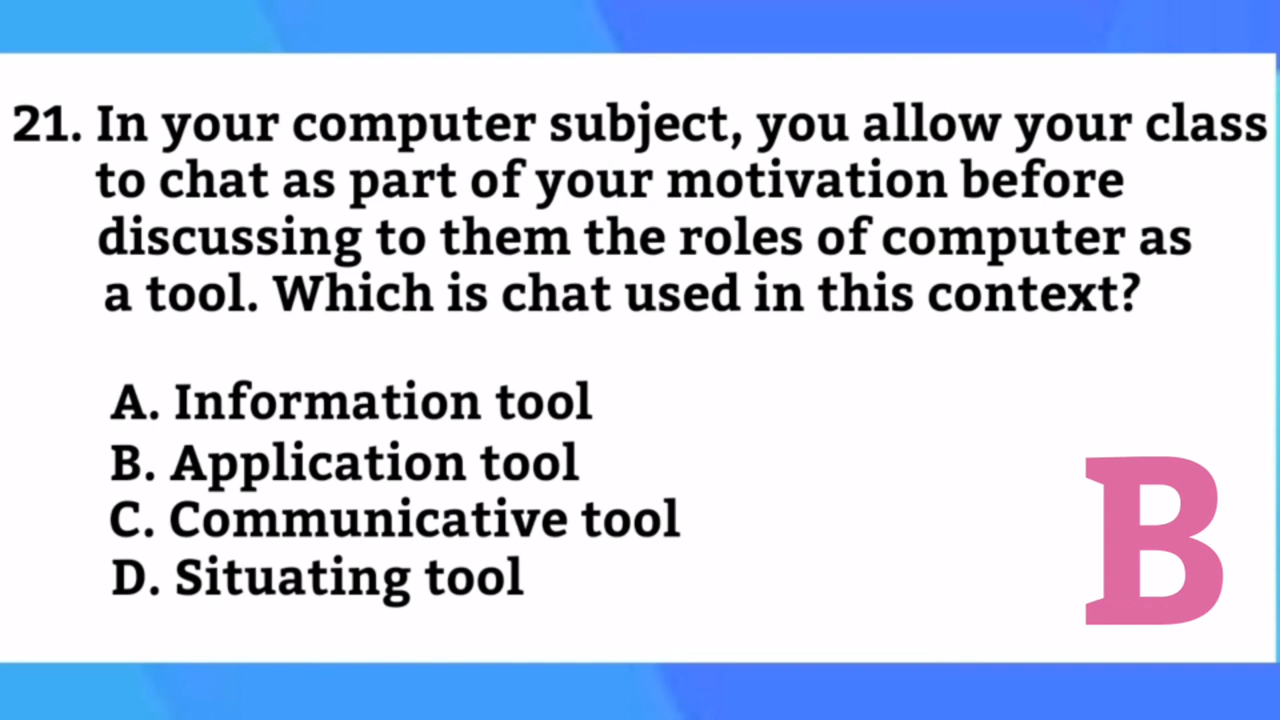 21. In your computer subject, you allow your class
to chat as part of your motivation before
discussing to them the roles of computer as
a tool. Which is chat used in this context?
A. Information tool
B. Application tool
C. Communicative tool
D. Situating tool
B